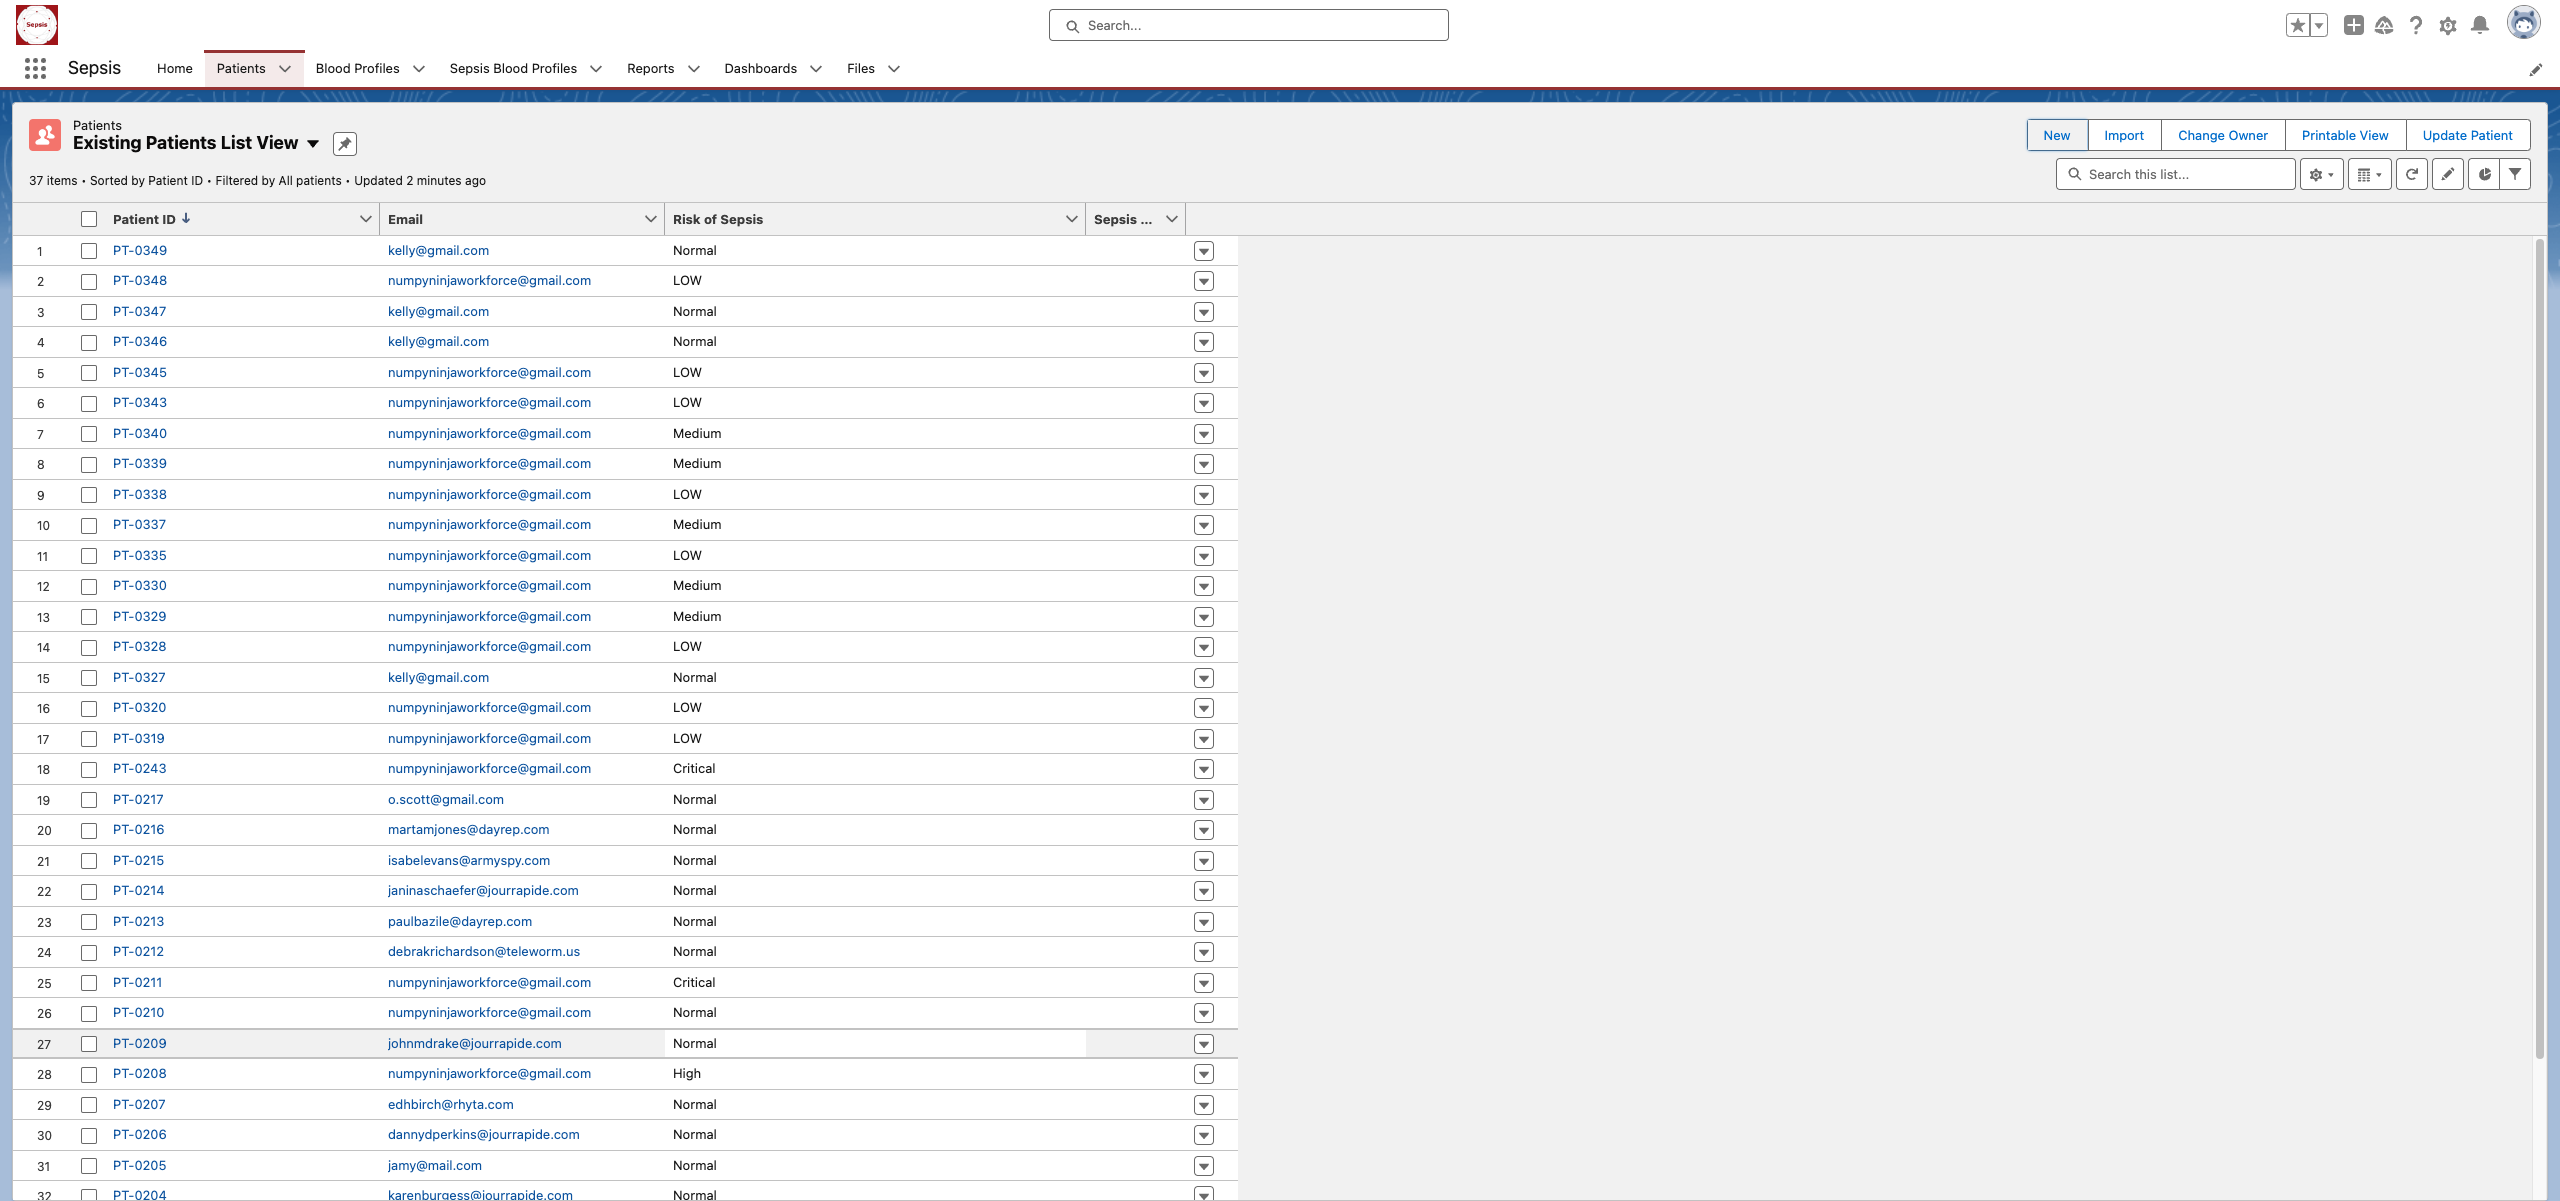 Sepsis
Search...
Sepsis Home Patients Blood Profiles Sepsis Blood Profiles Reports Dashboards Files
Patients
Existing Patients List View
New Import Change Owner Printable View Update Patient
37 items • Sorted by Patient ID • Filtered by All patients • Updated 2 minutes ago
Search this list...
Patient ID Email Risk of Sepsis Sepsis ...
1 PT-0349 kelly@gmail.com Normal
2 PT-0348 numpyninjaworkforce@gmail.com LOW
3 PT-0347 kelly@gmail.com Normal
4 PT-0346 kelly@gmail.com Normal
5 PT-0345 numpyninjaworkforce@gmail.com LOW
6 PT-0343 numpyninjaworkforce@gmail.com LOW
7 PT-0340 numpyninjaworkforce@gmail.com Medium
8 PT-0339 numpyninjaworkforce@gmail.com Medium
9 PT-0338 numpyninjaworkforce@gmail.com LOW
10 PT-0337 numpyninjaworkforce@gmail.com Medium
11 PT-0335 numpyninjaworkforce@gmail.com LOW
12 PT-0330 numpyninjaworkforce@gmail.com Medium
13 PT-0329 numpyninjaworkforce@gmail.com Medium
14 PT-0328 numpyninjaworkforce@gmail.com LOW
15 PT-0327 kelly@gmail.com Normal
16 PT-0320 numpyninjaworkforce@gmail.com LOW
17 PT-0319 numpyninjaworkforce@gmail.com LOW
18 PT-0243 numpyninjaworkforce@gmail.com Critical
19 PT-0217 o.scott@gmail.com Normal
20 PT-0216 martamjones@dayrep.com Normal
21 PT-0215 isabelevans@armyspy.com Normal
22 PT-0214 janinaschaefer@jourrapide.com Normal
23 PT-0213 paulbazile@dayrep.com Normal
24 PT-0212 debrakrichardson@teleworm.us Normal
25 PT-0211 numpyninjaworkforce@gmail.com Critical
26 PT-0210 numpyninjaworkforce@gmail.com Normal
27 PT-0209 johnmdrake@jourrapide.com Normal
28 PT-0208 numpyninjaworkforce@gmail.com High
29 PT-0207 edhbirch@rhyta.com Normal
30 PT-0206 dannydperkins@jourrapide.com Normal
31 PT-0205 jamy@mail.com Normal
32 PT-0204 karenburgess@jourrapide.com Normal